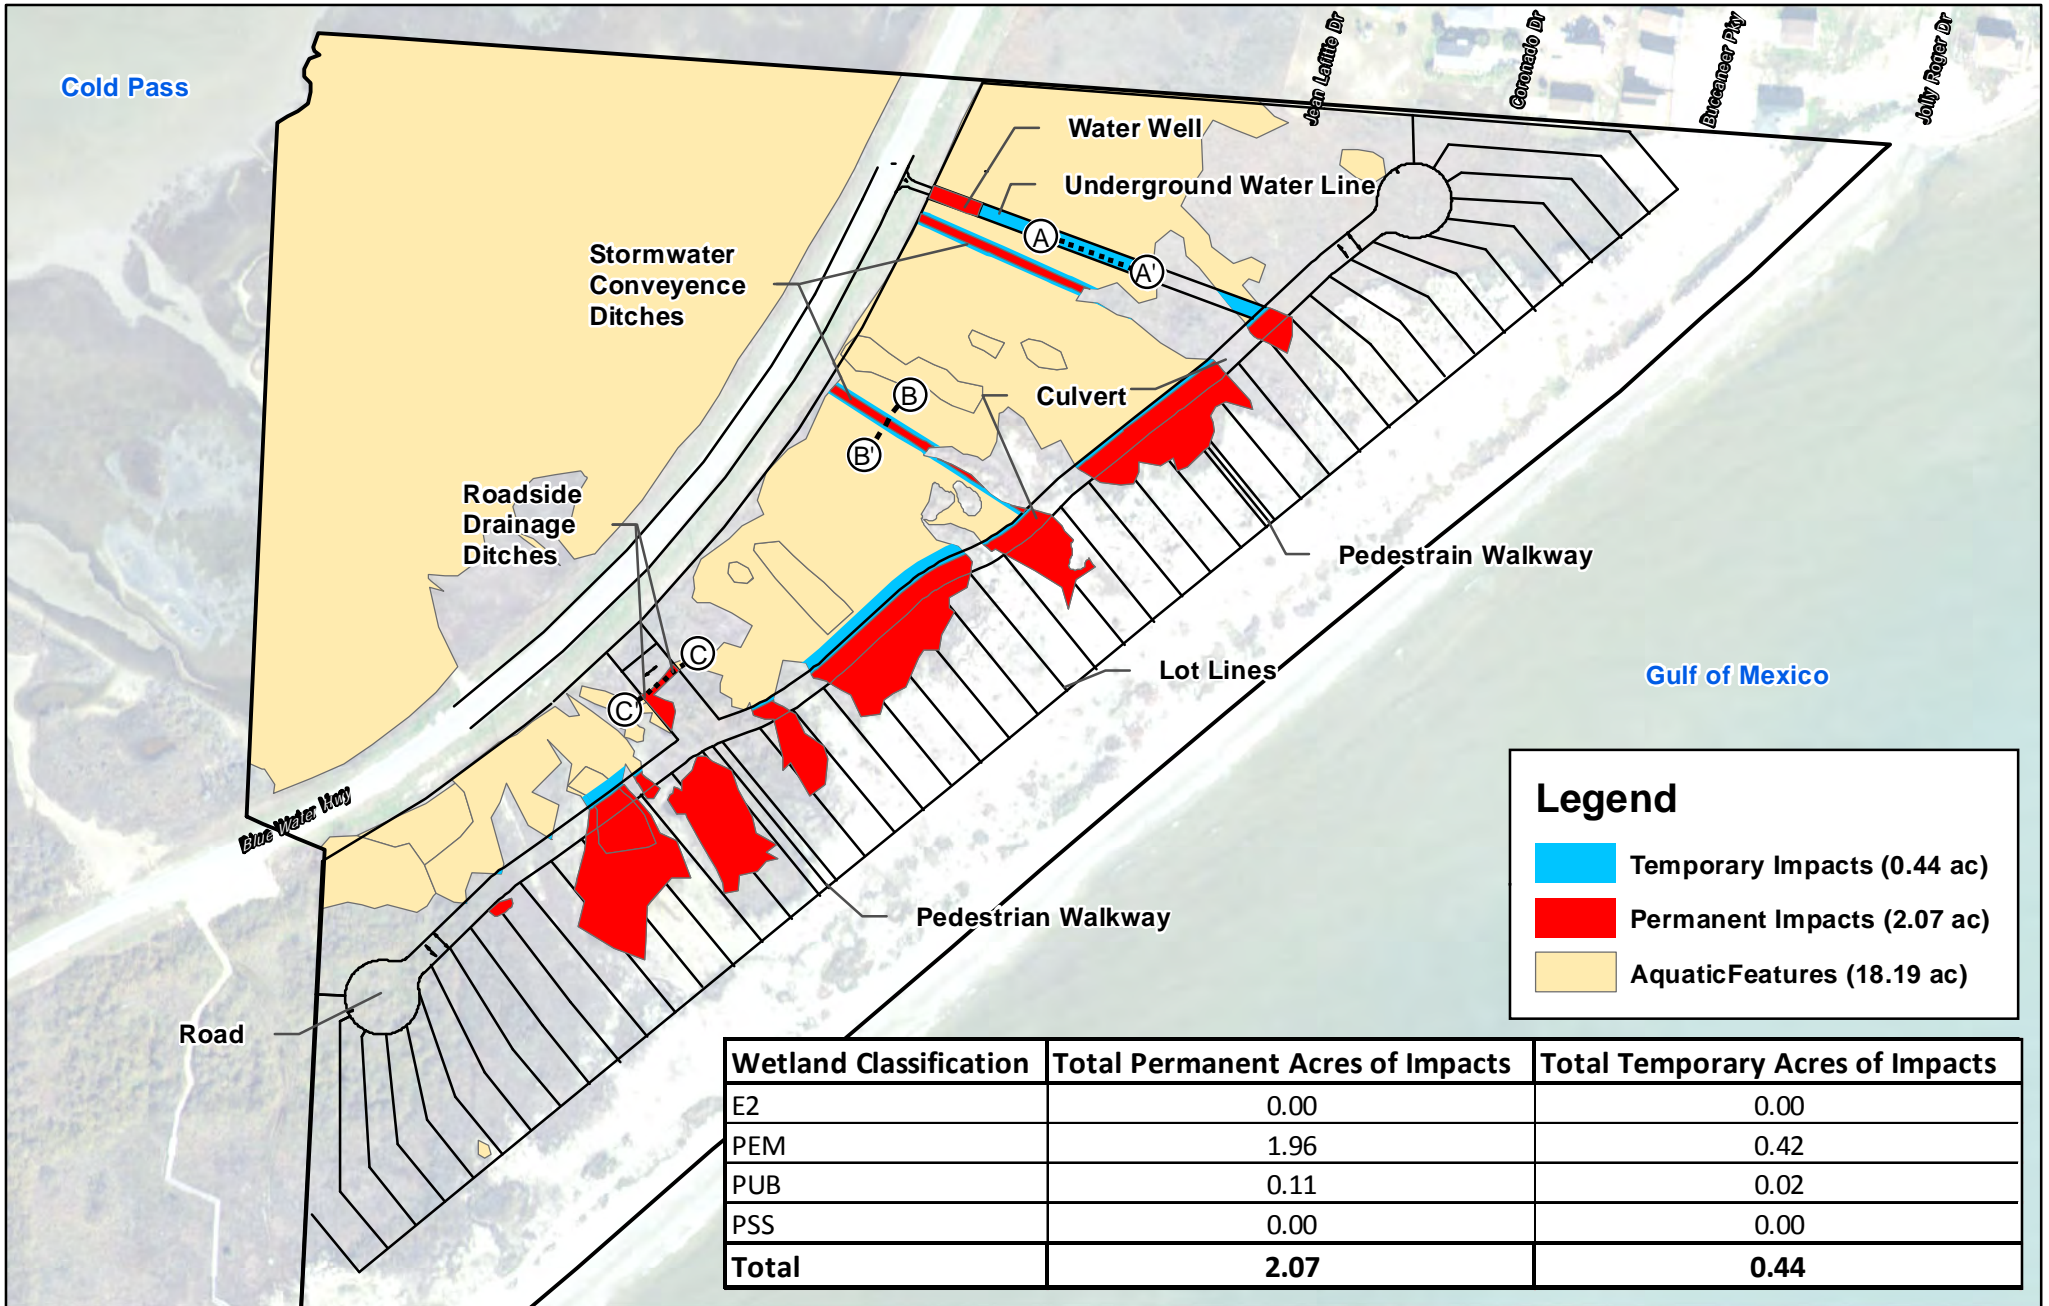 Cold Pass
Jean Lafitte Dr
Coronado Dr
Buccaneer Pky
Jolly Roger Dr
Water Well
Underground Water Line
A
A'
Stormwater
Conveyence
Ditches
B
B'
Culvert
Roadside
Drainage
Ditches
Pedestrain Walkway
C
C'
Lot Lines
Gulf of Mexico
Blue Water Hwy
Pedestrian Walkway
Road
Legend
Temporary Impacts (0.44 ac)
Permanent Impacts (2.07 ac)
AquaticFeatures (18.19 ac)
Wetland Classification Total Permanent Acres of Impacts Total Temporary Acres of Impacts
E2 0.00 0.00
PEM 1.96 0.42
PUB 0.11 0.02
PSS 0.00 0.00
Total 2.07 0.44